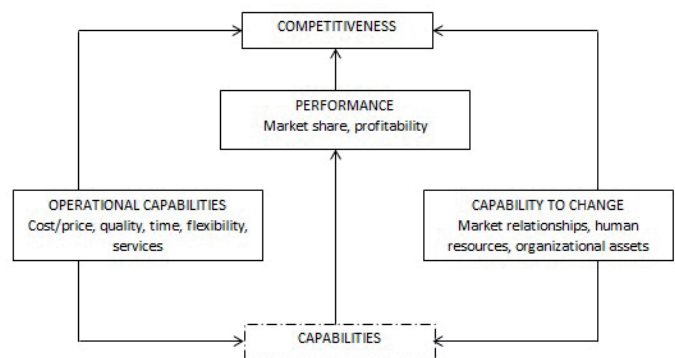 COMPETITIVENESS
PERFORMANCE
Market share, profitability
OPERATIONAL CAPABILITIES
Cost/price, quality, time, flexibility,
services
CAPABILITY TO CHANGE
Market relationships, human
resources, organizational assets
CAPABILITIES